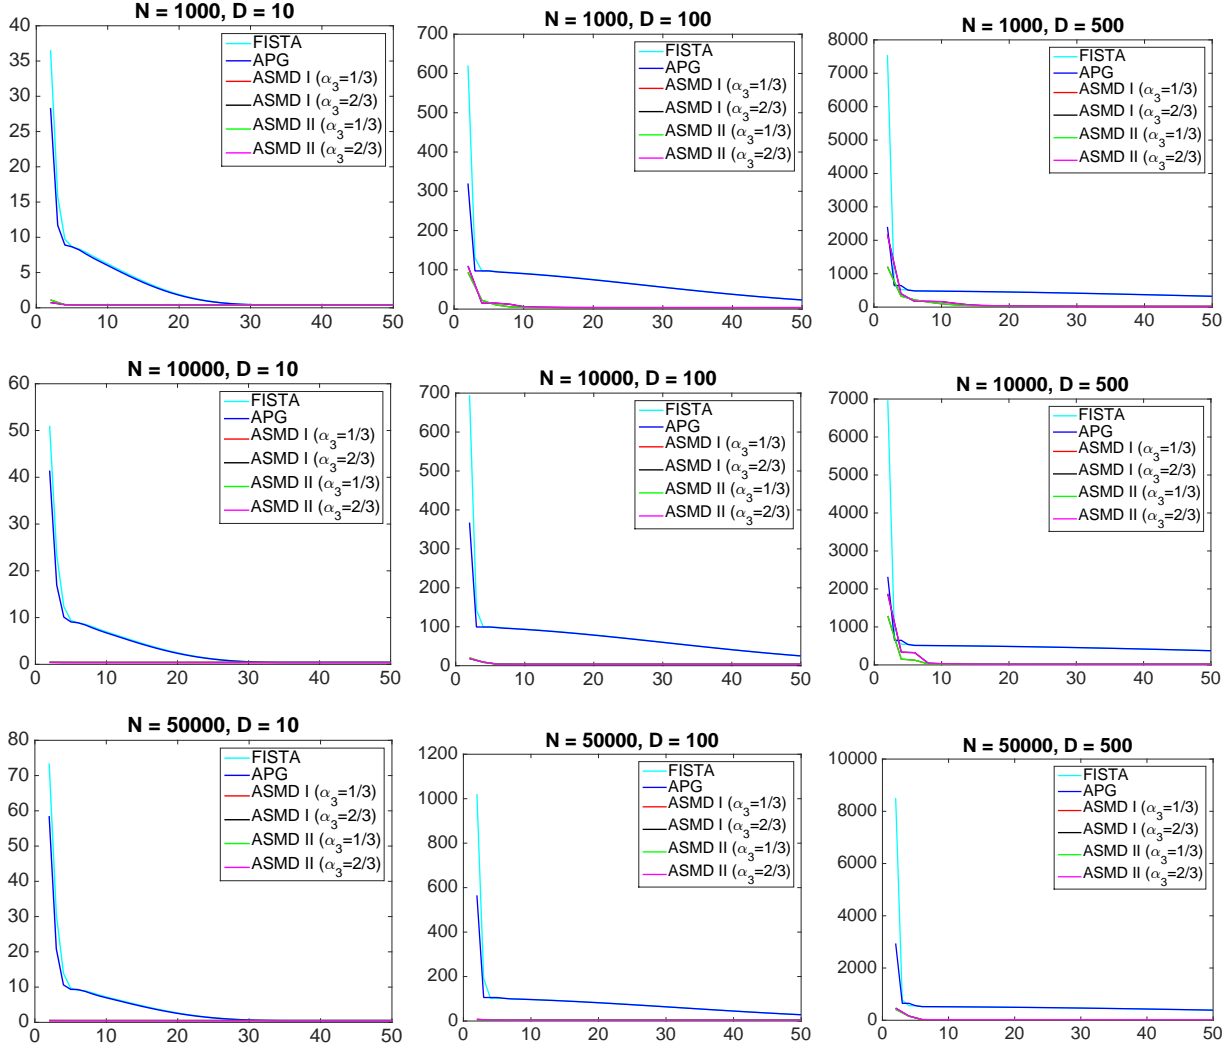 N = 1000, D = 10
40
35
30
25
20
15
10
5
0
0 10 20 30 40 50
FISTA
APG
ASMD I (α₃=1/3)
ASMD I (α₃=2/3)
ASMD II (α₃=1/3)
ASMD II (α₃=2/3)
N = 1000, D = 100
700
600
500
400
300
200
100
0
0 10 20 30 40 50
FISTA
APG
ASMD I (α₃=1/3)
ASMD I (α₃=2/3)
ASMD II (α₃=1/3)
ASMD II (α₃=2/3)
N = 1000, D = 500
8000
7000
6000
5000
4000
3000
2000
1000
0
0 10 20 30 40 50
FISTA
APG
ASMD I (α₃=1/3)
ASMD I (α₃=2/3)
ASMD II (α₃=1/3)
ASMD II (α₃=2/3)
N = 10000, D = 10
60
50
40
30
20
10
0
0 10 20 30 40 50
FISTA
APG
ASMD I (α₃=1/3)
ASMD I (α₃=2/3)
ASMD II (α₃=1/3)
ASMD II (α₃=2/3)
N = 10000, D = 100
700
600
500
400
300
200
100
0
0 10 20 30 40 50
FISTA
APG
ASMD I (α₃=1/3)
ASMD I (α₃=2/3)
ASMD II (α₃=1/3)
ASMD II (α₃=2/3)
N = 10000, D = 500
7000
6000
5000
4000
3000
2000
1000
0
0 10 20 30 40 50
FISTA
APG
ASMD I (α₃=1/3)
ASMD I (α₃=2/3)
ASMD II (α₃=1/3)
ASMD II (α₃=2/3)
N = 50000, D = 10
80
70
60
50
40
30
20
10
0
0 10 20 30 40 50
FISTA
APG
ASMD I (α₃=1/3)
ASMD I (α₃=2/3)
ASMD II (α₃=1/3)
ASMD II (α₃=2/3)
N = 50000, D = 100
1200
1000
800
600
400
200
0
0 10 20 30 40 50
FISTA
APG
ASMD I (α₃=1/3)
ASMD I (α₃=2/3)
ASMD II (α₃=1/3)
ASMD II (α₃=2/3)
N = 50000, D = 500
10000
8000
6000
4000
2000
0
0 10 20 30 40 50
FISTA
APG
ASMD I (α₃=1/3)
ASMD I (α₃=2/3)
ASMD II (α₃=1/3)
ASMD II (α₃=2/3)